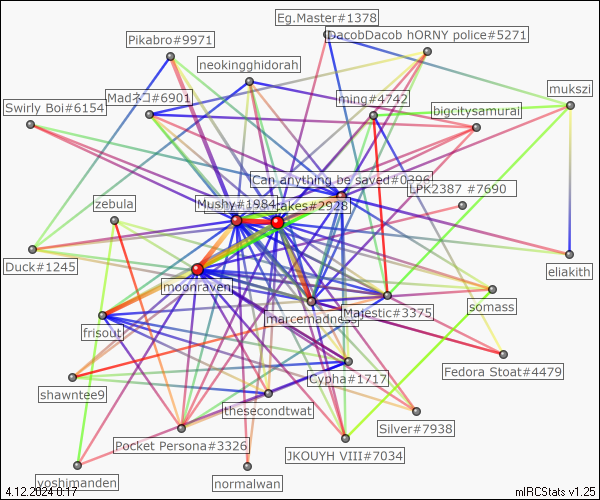 Eg.Master#1378
DacobDacob hORNY police#5271
Pikabro#9971
neokingghidorah
mukszi
Madネコ#6901
ming#4742
Swirly Boi#6154
bigcitysamurai
Can anything be saved#0396
LPK2387 #7690
Mushy#1984
takes#2928
zebula
Duck#1245
eliakith
moonraven
somass
marcemadness
Majestic#3375
frisout
Fedora Stoat#4479
Cypha#1717
shawntee9
thesecondtwat
Silver#7938
Pocket Persona#3326
JKOUYH VIII#7034
yoshimanden
normalwan
4.12.2024 0.17
mIRCStats v1.25